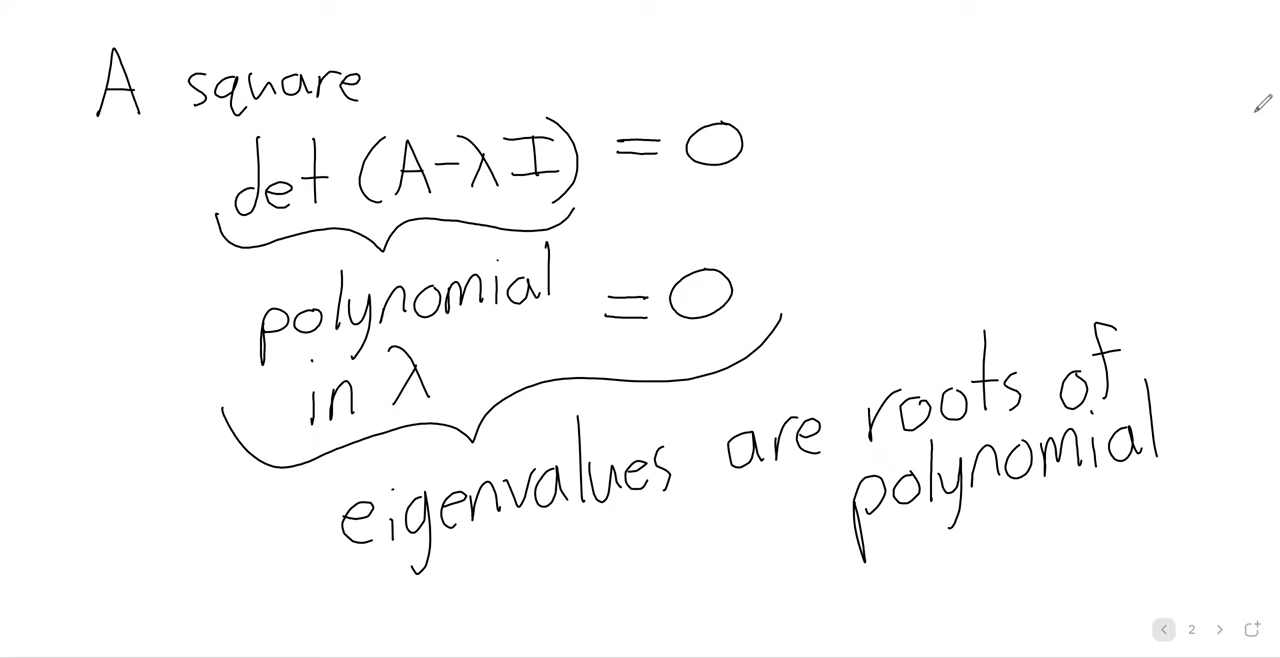 A square
det (A-λI) = 0
polynomial = 0
in λ
eigenvalues are roots of
polynomial
2